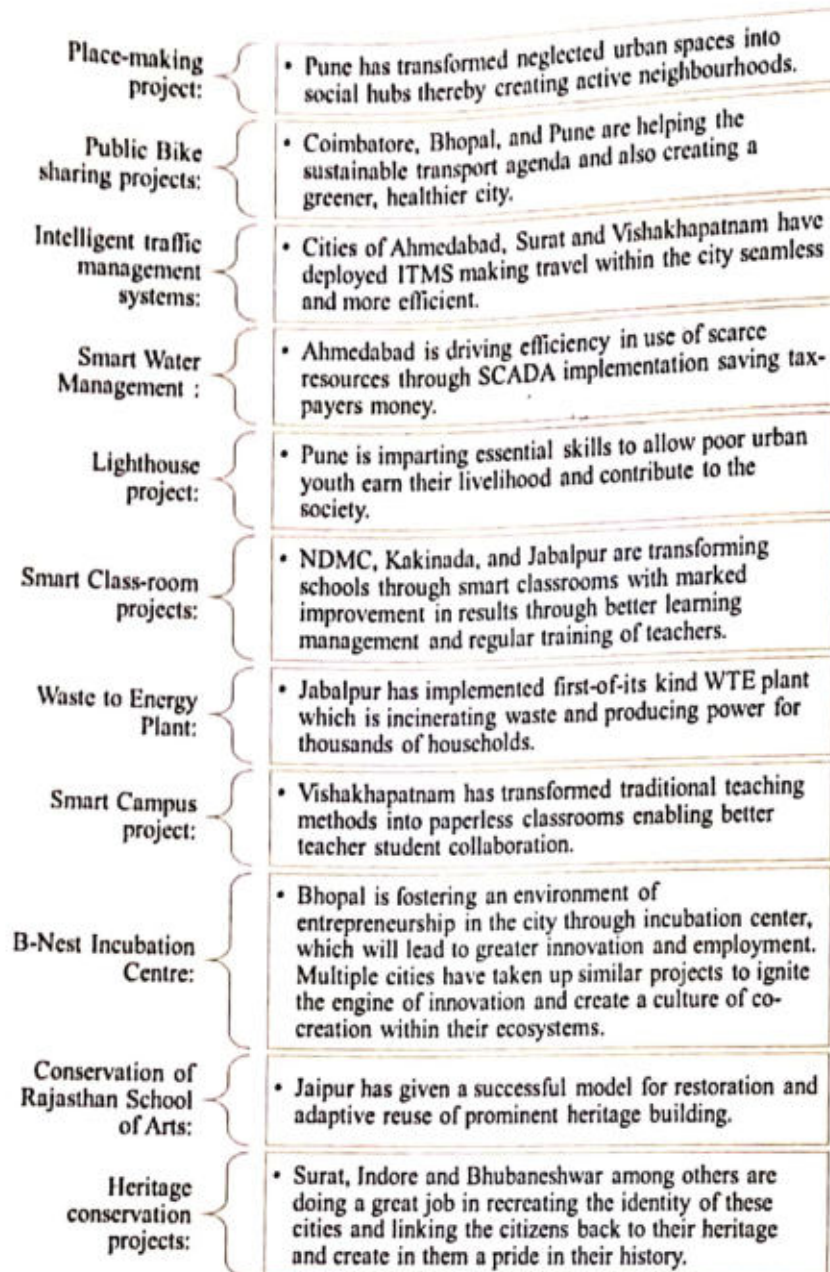 Place-making
project:
• Pune has transformed neglected urban spaces into
social hubs thereby creating active neighbourhoods.
Public Bike
sharing projects:
• Coimbatore, Bhopal, and Pune are helping the
sustainable transport agenda and also creating a
greener, healthier city.
Intelligent traffic
management
systems:
• Cities of Ahmedabad, Surat and Vishakhapatnam have
deployed ITMS making travel within the city seamless
and more efficient.
Smart Water
Management :
• Ahmedabad is driving efficiency in use of scarce
resources through SCADA implementation saving tax-
payers money.
Lighthouse
project:
• Pune is imparting essential skills to allow poor urban
youth earn their livelihood and contribute to the
society.
Smart Class-room
projects:
• NDMC, Kakinada, and Jabalpur are transforming
schools through smart classrooms with marked
improvement in results through better learning
management and regular training of teachers.
Waste to Energy
Plant:
• Jabalpur has implemented first-of-its kind WTE plant
which is incinerating waste and producing power for
thousands of households.
Smart Campus
project:
• Vishakhapatnam has transformed traditional teaching
methods into paperless classrooms enabling better
teacher student collaboration.
B-Nest Incubation
Centre:
• Bhopal is fostering an environment of
entrepreneurship in the city through incubation center,
which will lead to greater innovation and employment.
Multiple cities have taken up similar projects to ignite
the engine of innovation and create a culture of co-
creation within their ecosystems.
Conservation of
Rajasthan School
of Arts:
• Jaipur has given a successful model for restoration and
adaptive reuse of prominent heritage building.
Heritage
conservation
projects:
• Surat, Indore and Bhubaneshwar among others are
doing a great job in recreating the identity of these
cities and linking the citizens back to their heritage
and create in them a pride in their history.